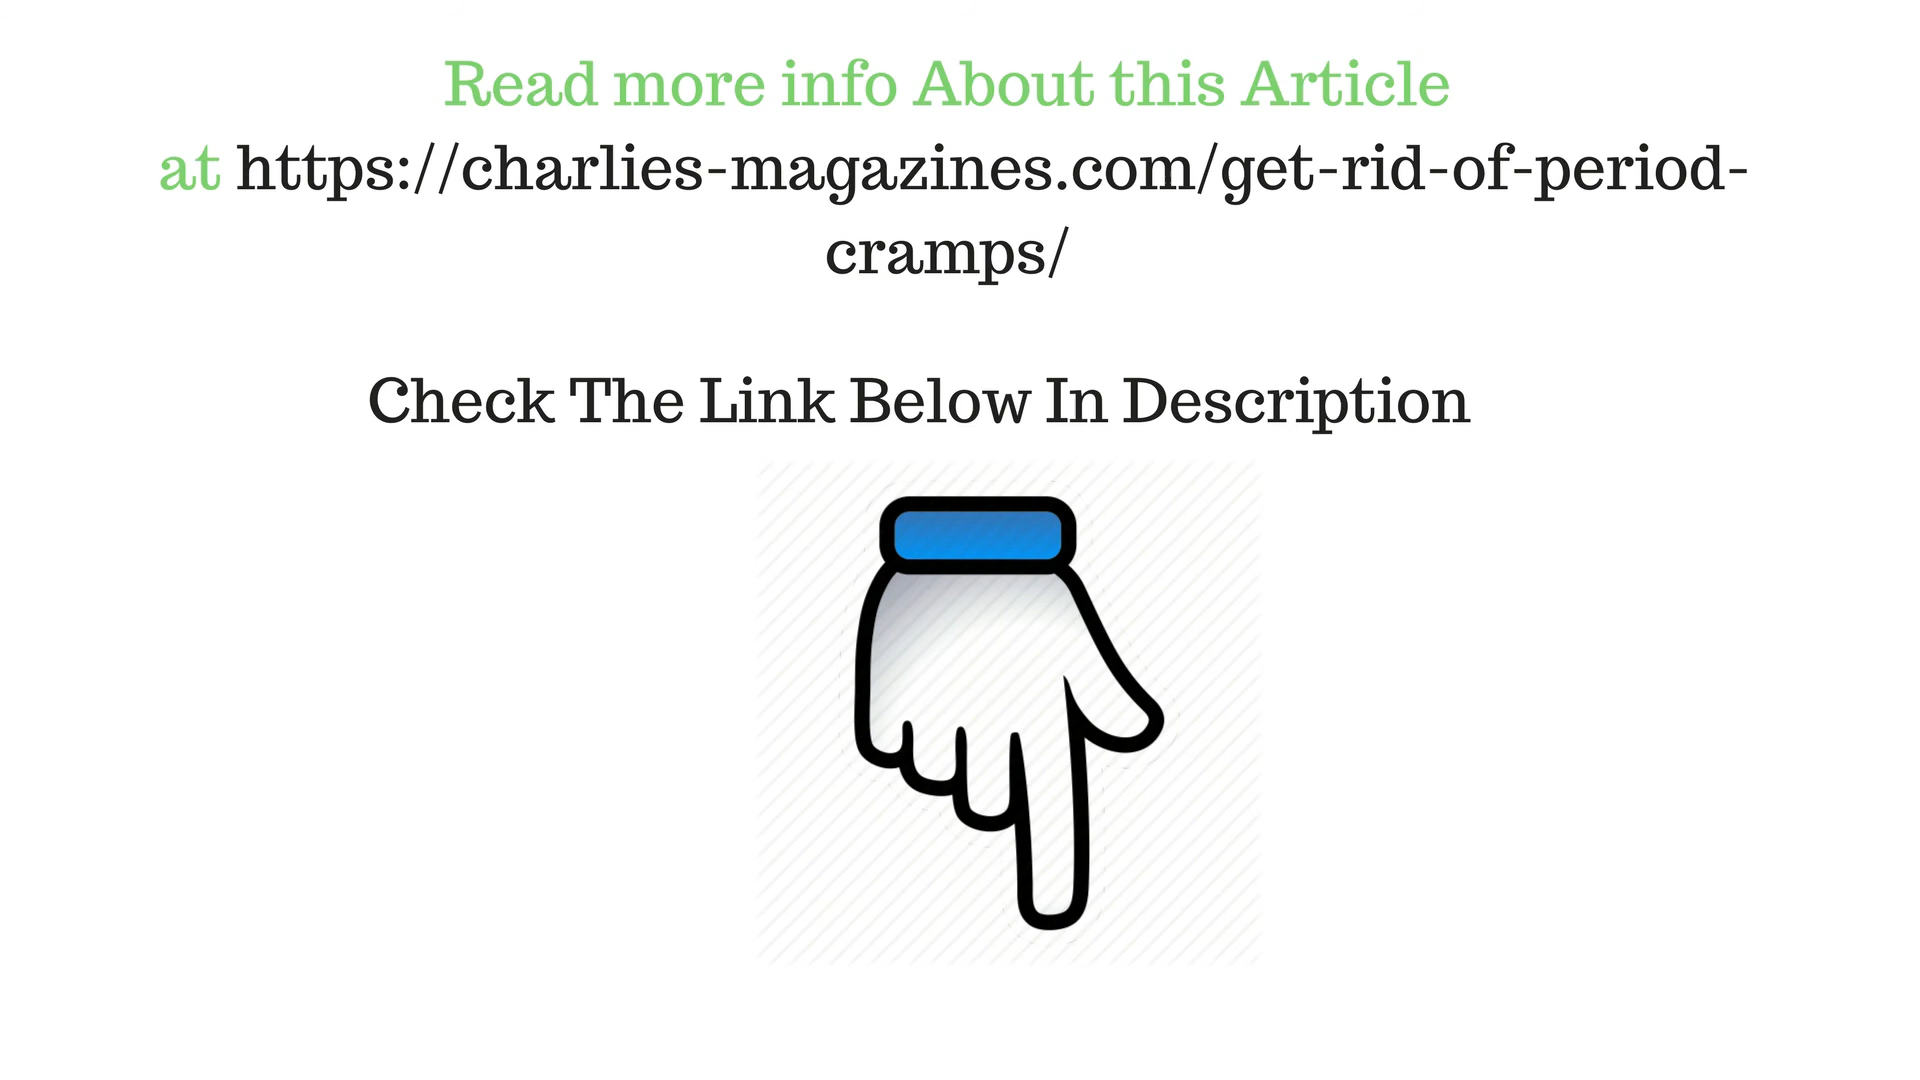 Read more info About this Article
at https://charlies-magazines.com/get-rid-of-period-
cramps/
Check The Link Below In Description